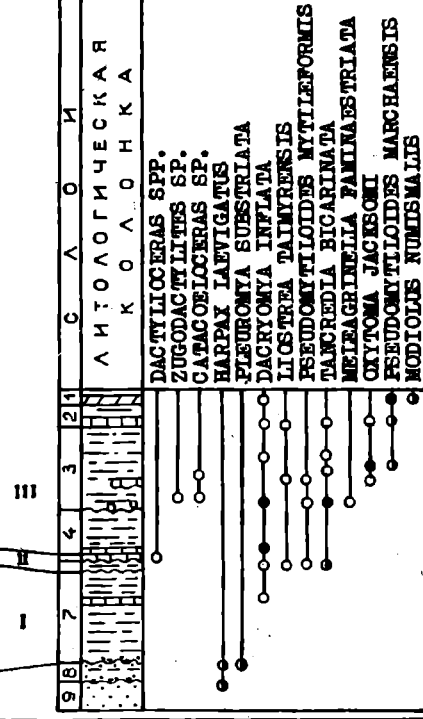 СЛОИ
ЛИТОЛОГИЧЕСКАЯ
КОЛОНКА
DACTYLIOCERAS SPP.
ZUGODACTYLITES SP.
CATACOELOCERAS SP.
HARPAX LAEVIGATUS
PLEUROMYA SUBSTRIATA
DACRYOMYA INFLATA
LIOSTREA TAIMYRENSIS
PSEUDOMYTILOIDES MYTILEFORMIS
TANCREDIA BICARINATA
MELEAGRINELLA FAMINAESTRIATA
OXYTOMA JACKSONI
PSEUDOMYTILOIDES MARCHAENSIS
MODIOLUS NUMISMALIS
1
2
3
4
7
8
9
III
II
I